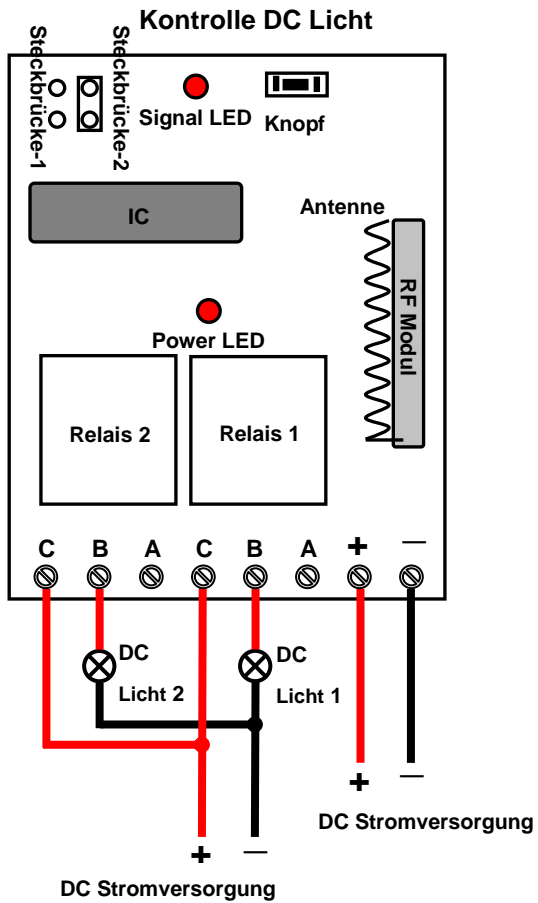 Kontrolle DC Licht
Steckbrücke-1
Steckbrücke-2
Signal LED
Knopf
IC
Antenne
RF Modul
Power LED
Relais 2
Relais 1
C B A C B A + —
DC
Licht 2
DC
Licht 1
+ —
DC Stromversorgung
+ —
DC Stromversorgung